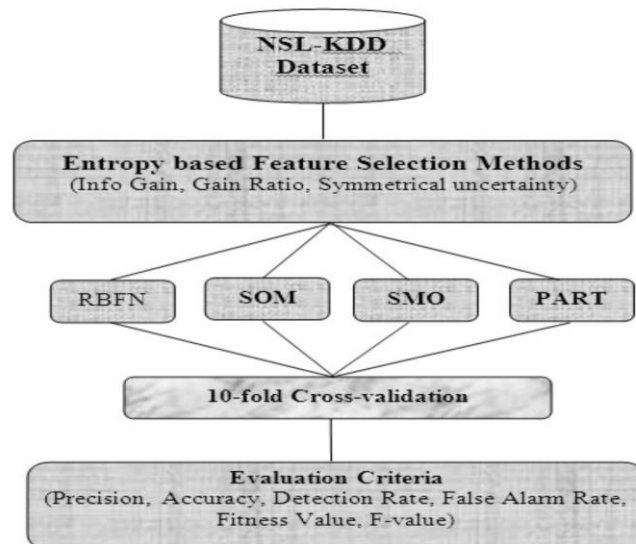 NSL-KDD
Dataset
Entropy based Feature Selection Methods
(Info Gain, Gain Ratio, Symmetrical uncertainty)
RBFN
SOM
SMO
PART
10-fold Cross-validation
Evaluation Criteria
(Precision, Accuracy, Detection Rate, False Alarm Rate,
Fitness Value, F-value)